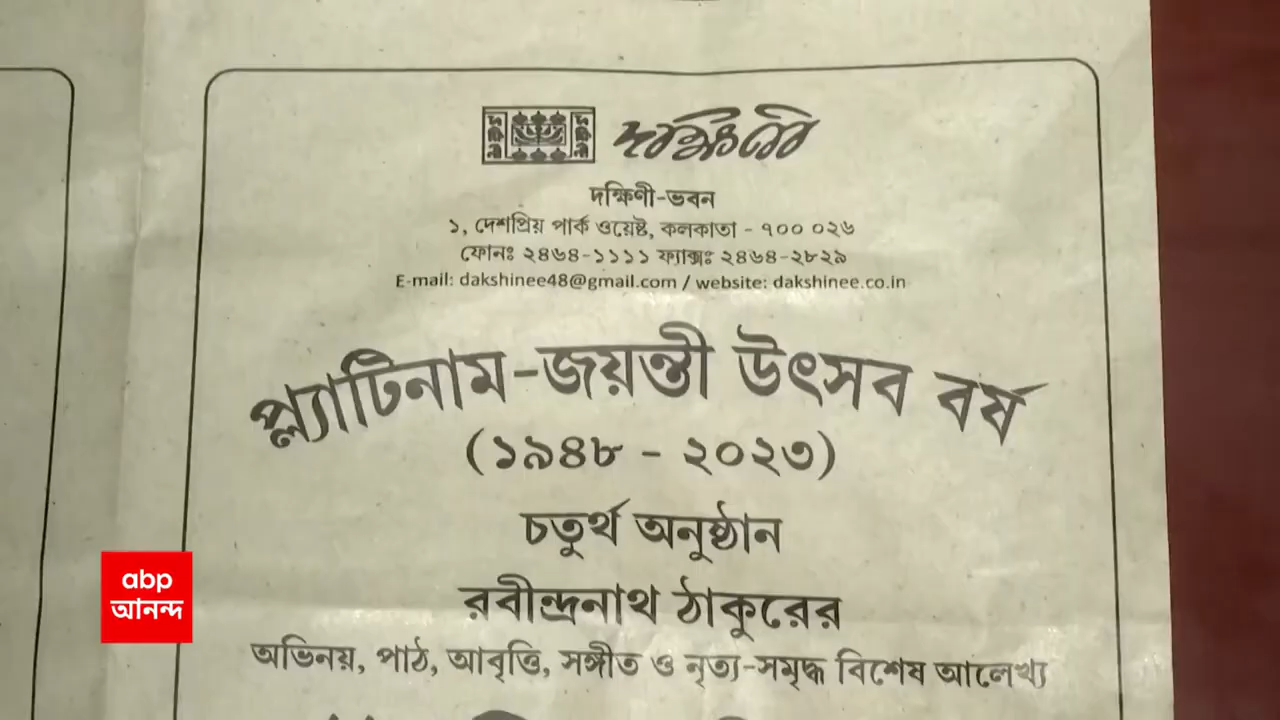 দক্ষিণী
দক্ষিণী-ভবন
১, দেশপ্রিয় পার্ক ওয়েষ্ট, কলকাতা - ৭০০ ০২৬
ফোনঃ ২৪৬৪-১১১১ ফ্যাক্সঃ ২৪৬৪-২৮২৯
E-mail: dakshinee48@gmail.com / website: dakshinee.co.in
প্ল্যাটিনাম-জয়ন্তী উৎসব বর্ষ
(১৯৪৮ - ২০২৩)
চতুর্থ অনুষ্ঠান
রবীন্দ্রনাথ ঠাকুরের
অভিনয়, পাঠ, আবৃত্তি, সঙ্গীত ও নৃত্য-সমৃদ্ধ বিশেষ আলেখ্য
abp
আনন্দ